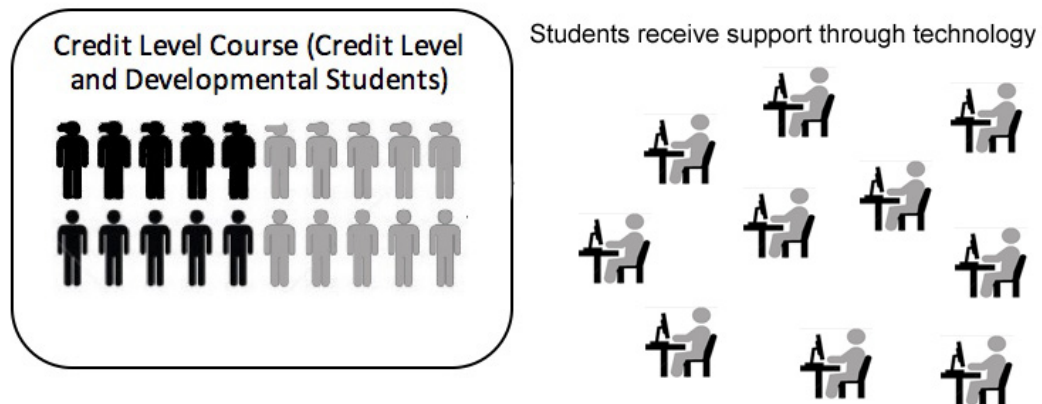 Credit Level Course (Credit Level
and Developmental Students)
Students receive support through technology